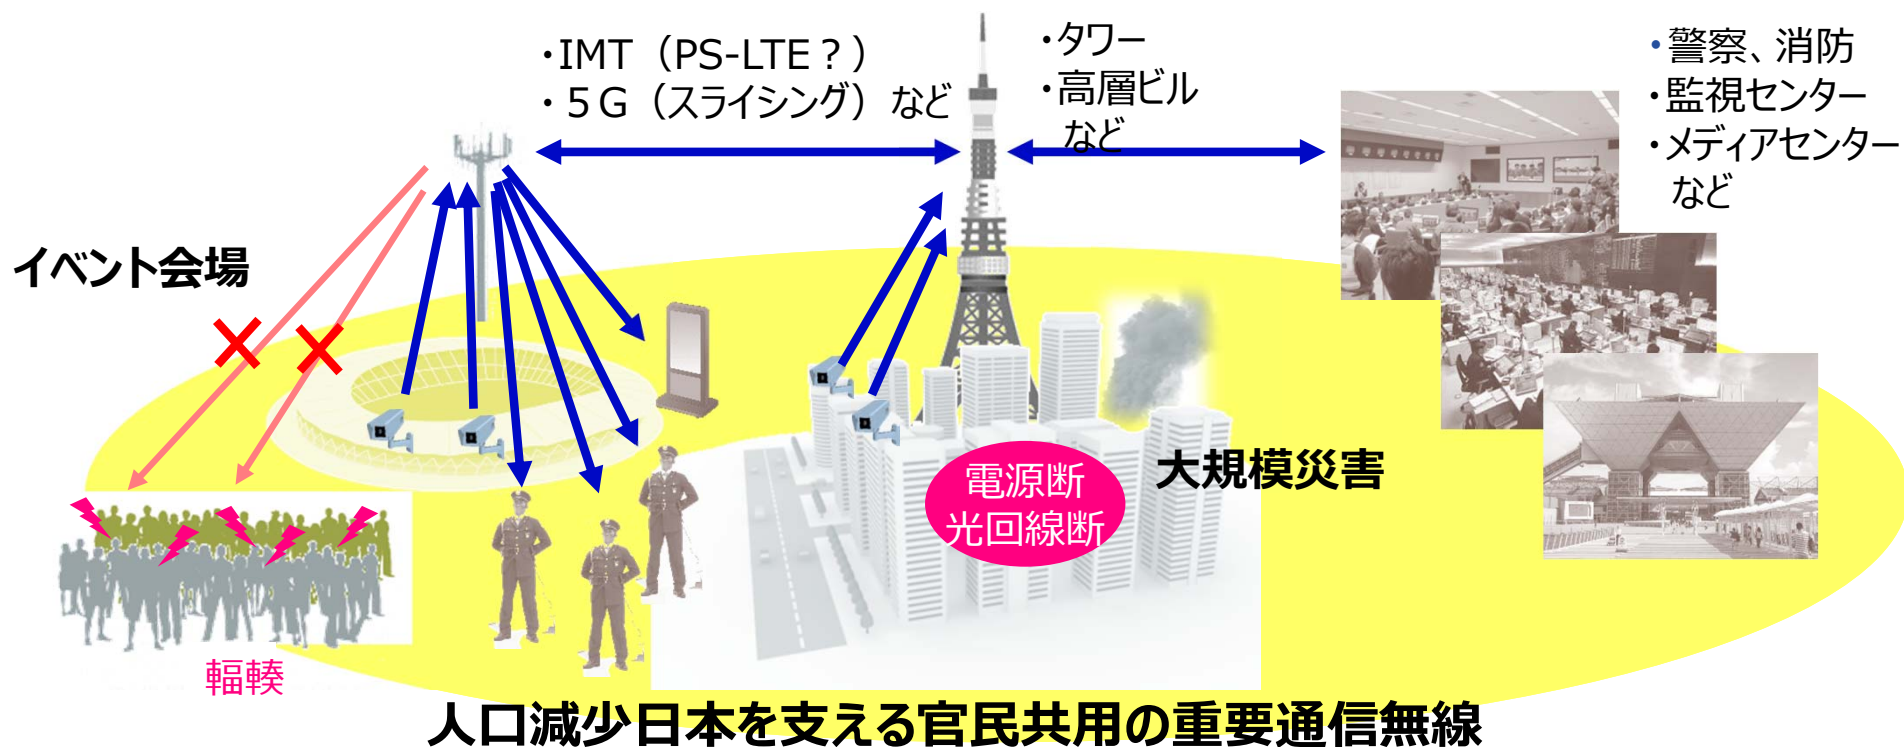 ・IMT（PS-LTE？）
・５G（スライシング）など
・タワー
・高層ビル
など
・警察、消防
・監視センター
・メディアセンター
など
イベント会場
大規模災害
電源断
光回線断
輻輳
人口減少日本を支える官民共用の重要通信無線